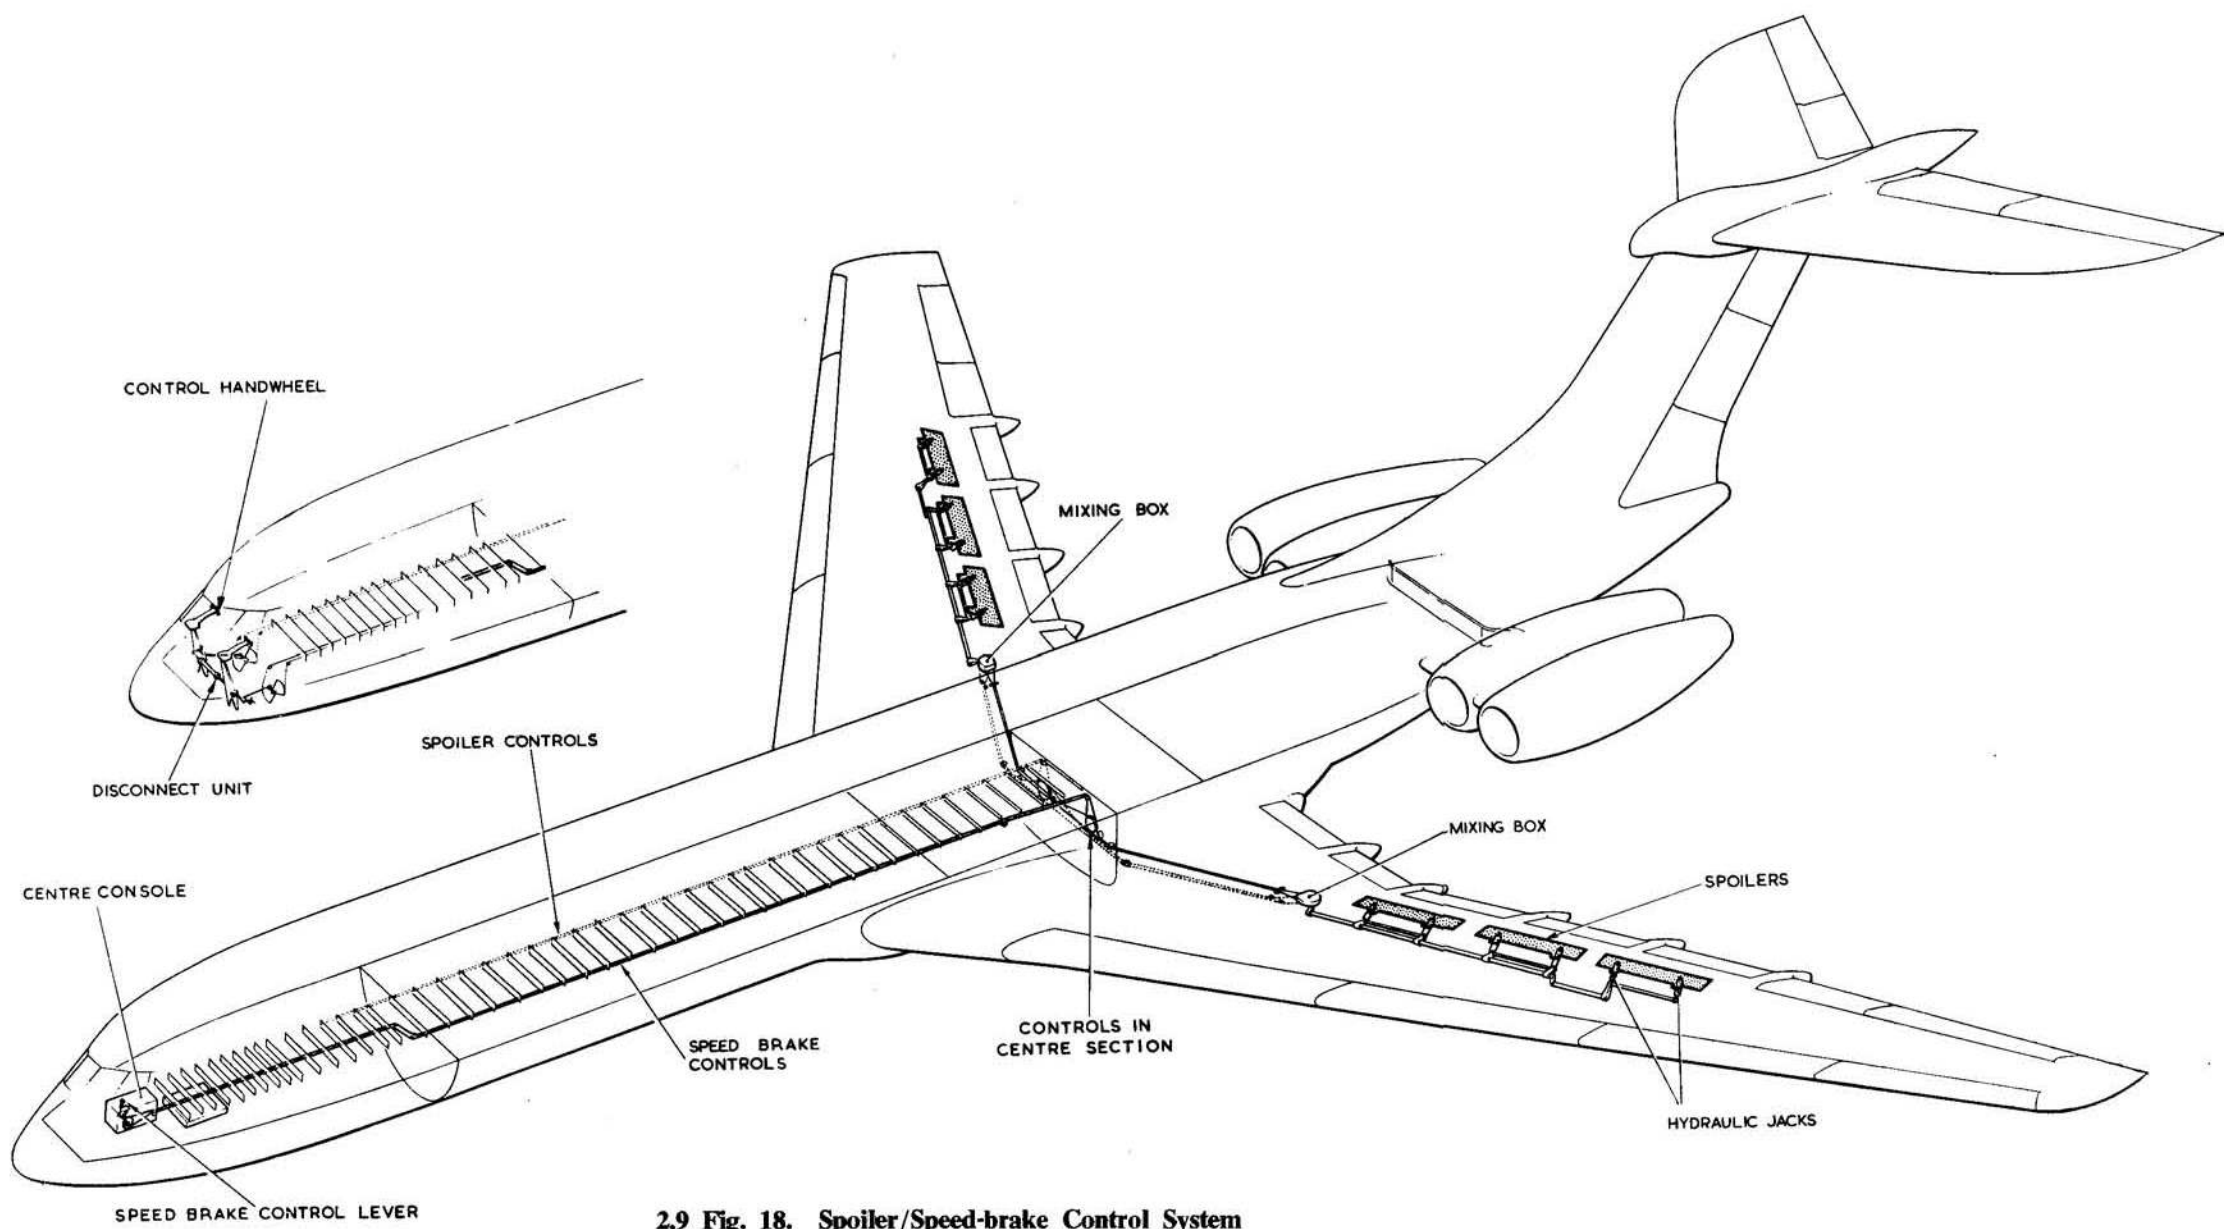 CONTROL HANDWHEEL
MIXING BOX
SPOILER CONTROLS
DISCONNECT UNIT
MIXING BOX
SPOILERS
CENTRE CONSOLE
CONTROLS IN
CENTRE SECTION
SPEED BRAKE
CONTROLS
HYDRAULIC JACKS
SPEED BRAKE CONTROL LEVER
2.9 Fig. 18. Spoiler/Speed-brake Control System